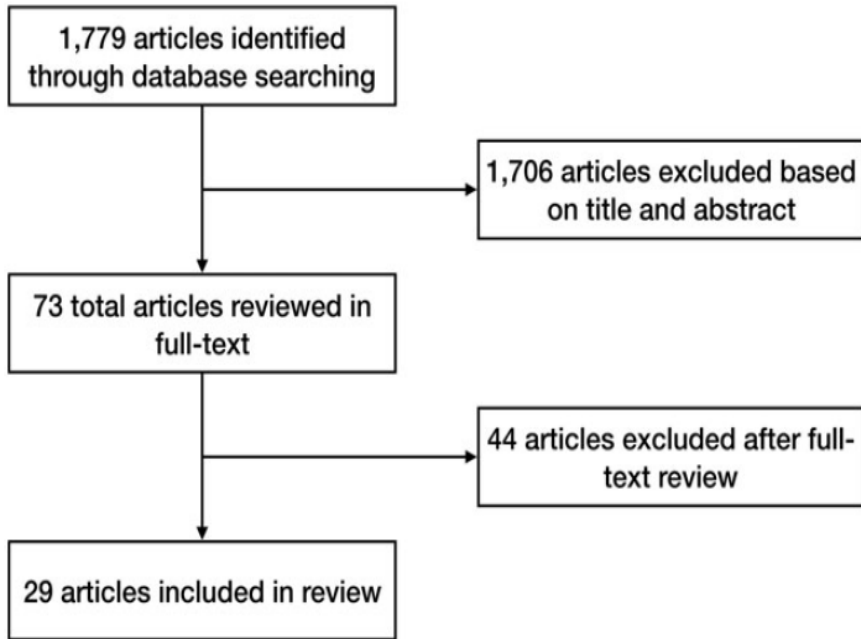 1,779 articles identified
through database searching
1,706 articles excluded based
on title and abstract
73 total articles reviewed in
full-text
44 articles excluded after full-
text review
29 articles included in review